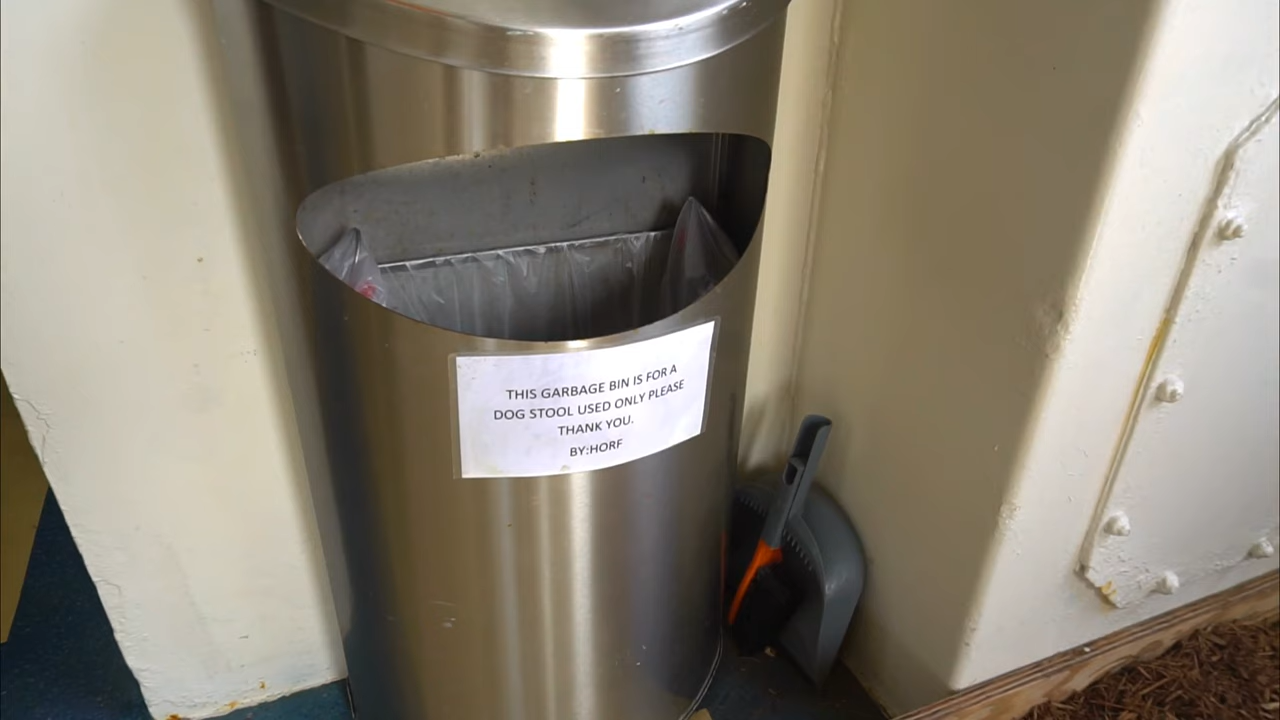 THIS GARBAGE BIN IS FOR A
DOG STOOL USED ONLY PLEASE
THANK YOU.
BY:HORF